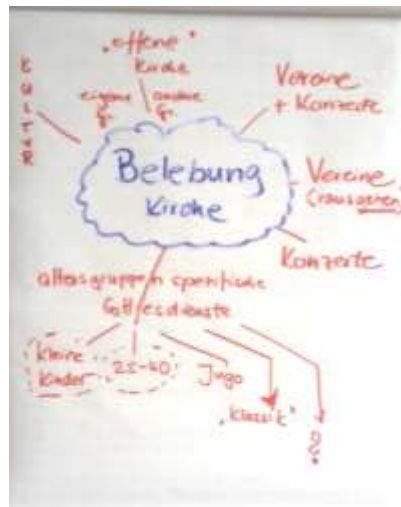 "offene"
Kirche
eigene andere
G. G.
KULTUR
Vereine
+ Konzerte
Belebung
Kirche
Vereine
Konzerte
altersgruppen spezifische
Gottesdienste
kleine
Kinder
25-40
Jugo
"Klassik"
?